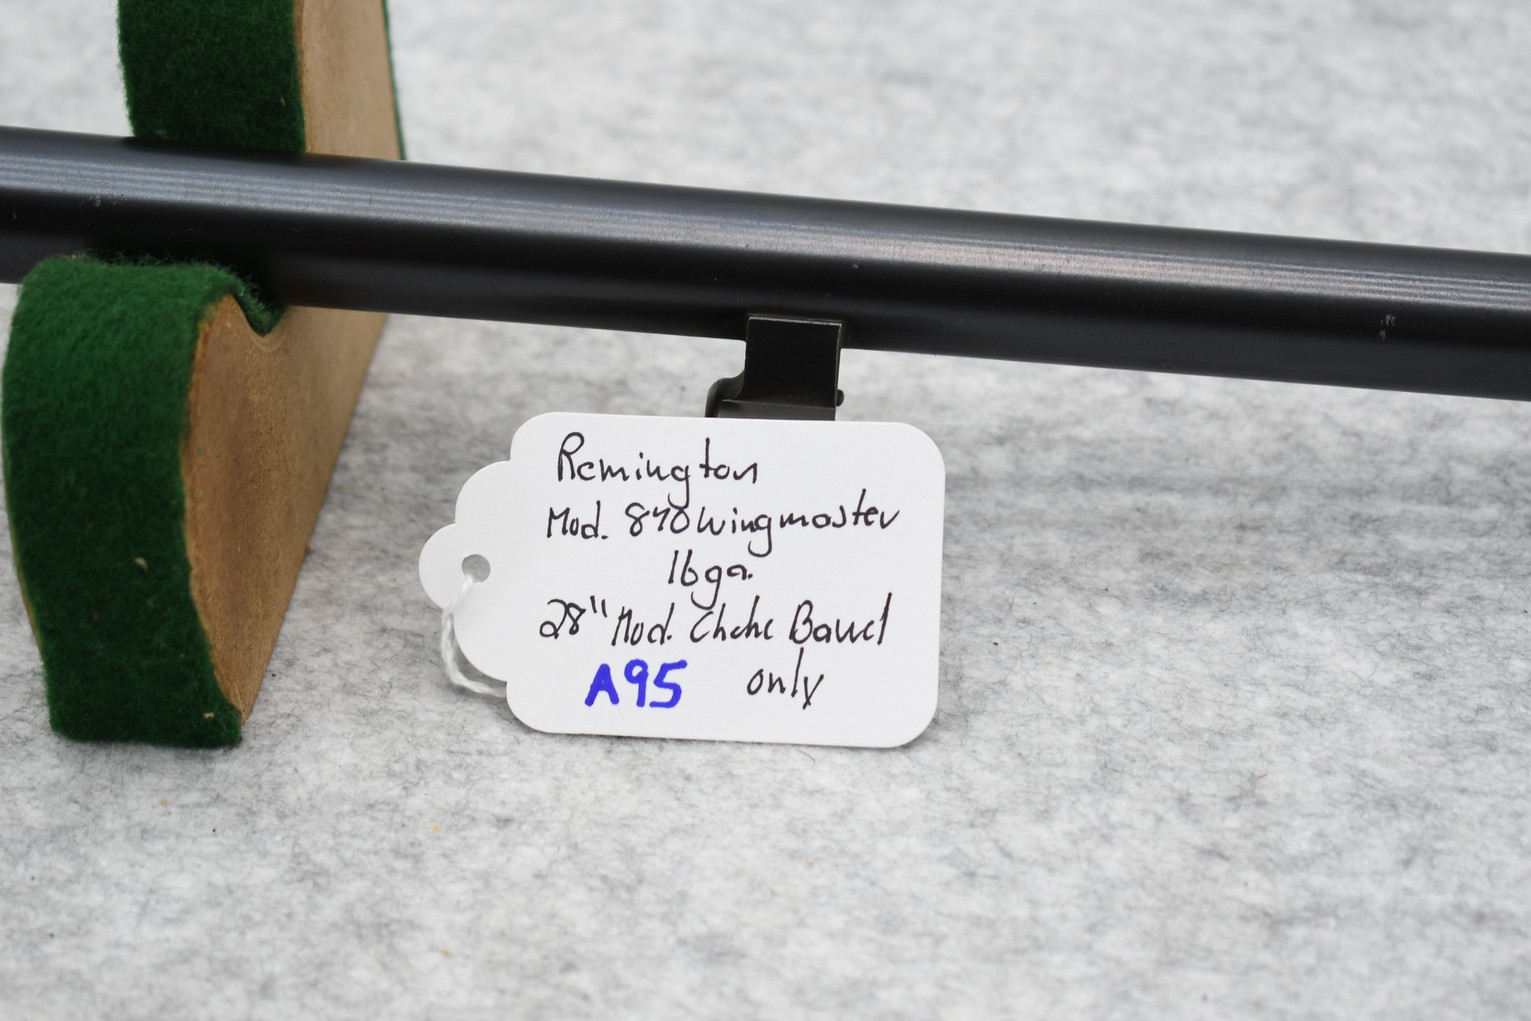 Remington
Mod. 870 Wingmaster
16ga.
28" Mod. Choke Barrel
A95 only